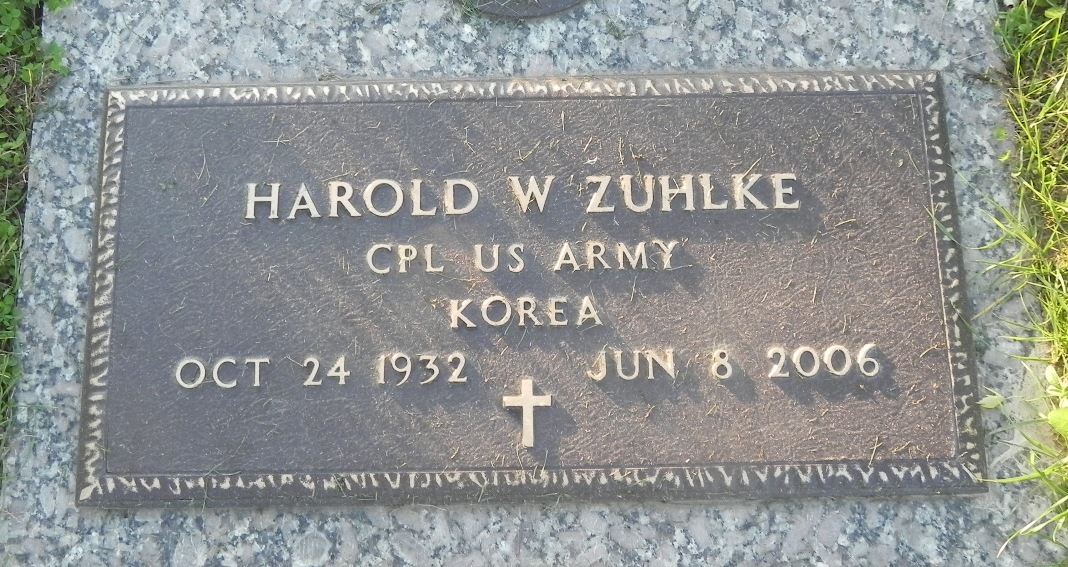 HAROLD W ZUHLKE
CPL US ARMY
KOREA
OCT 24 1932 JUN 8 2006